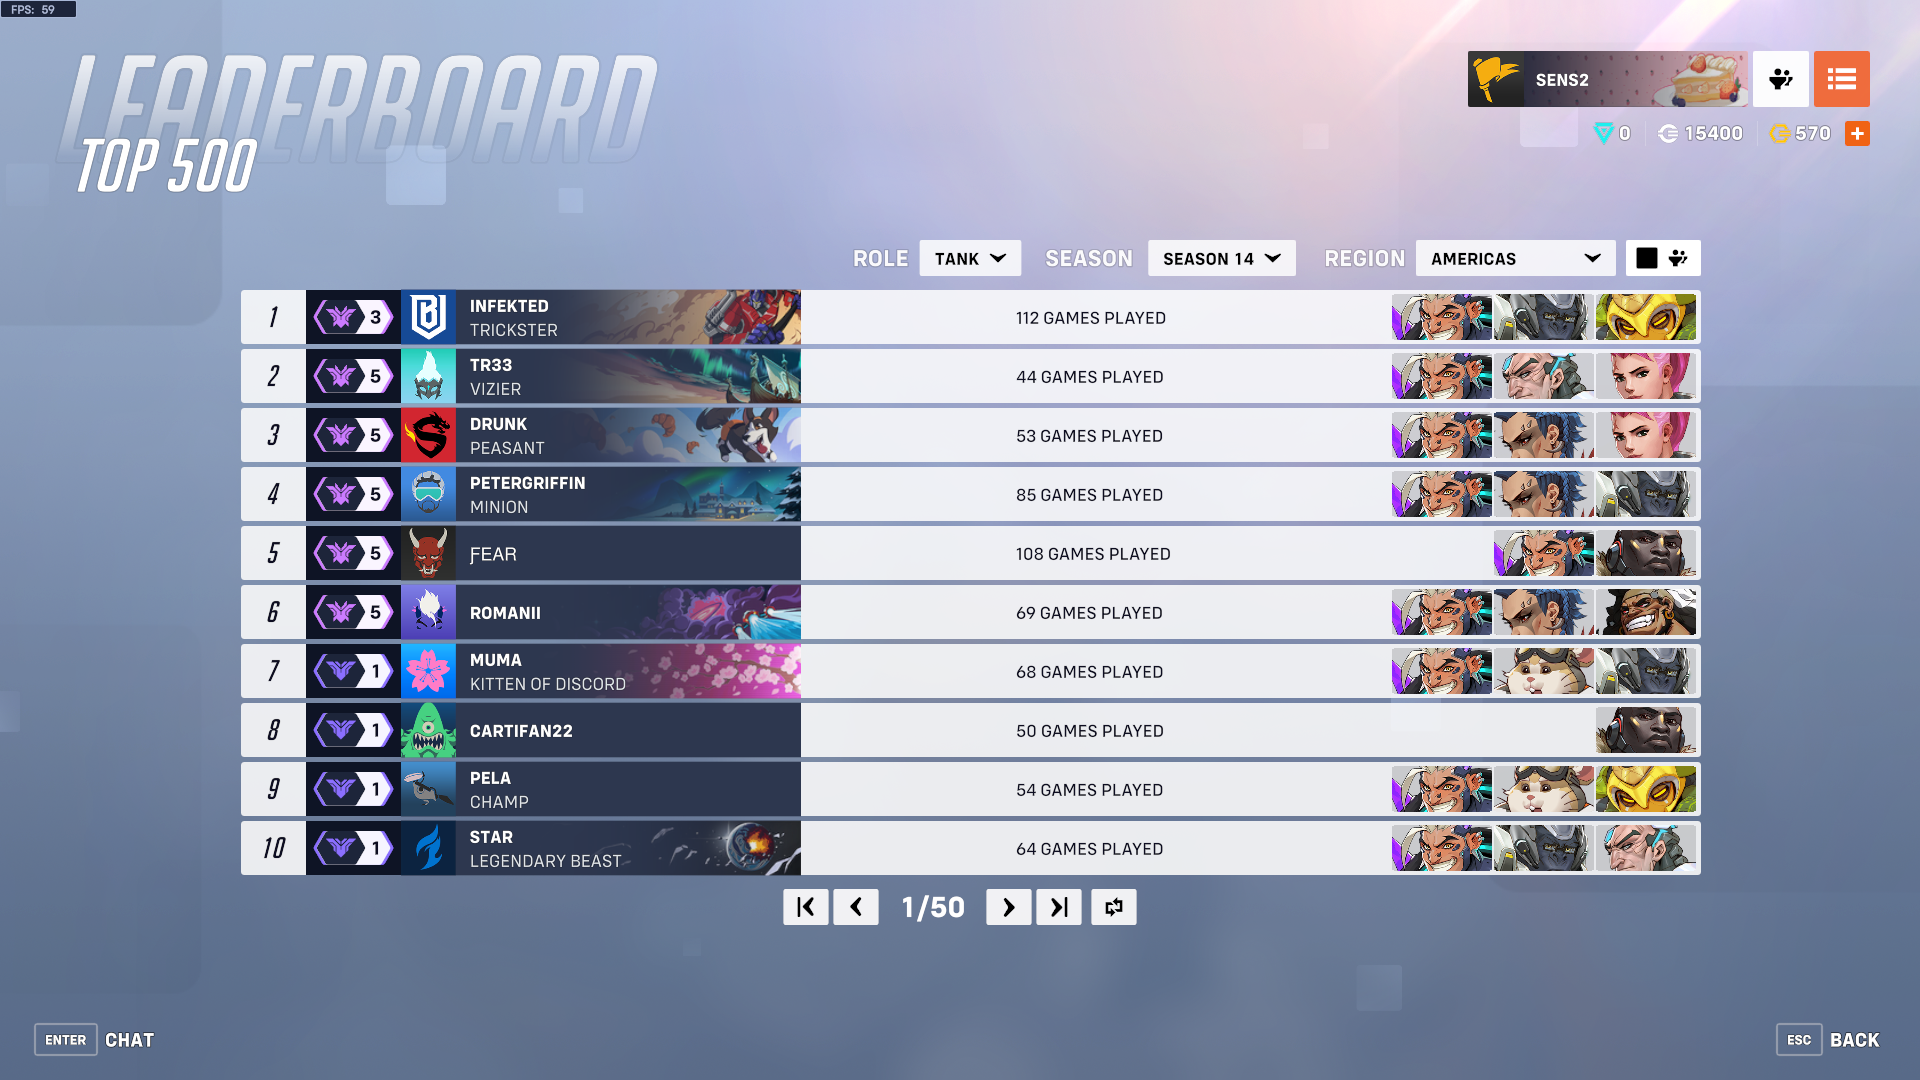 FPS: 59
LEADERBOARD
TOP 500
SENS2
0 15400 570
ROLE TANK SEASON SEASON 14 REGION AMERICAS
1 3 INFEKTED 112 GAMES PLAYED
TRICKSTER
2 5 TR33 44 GAMES PLAYED
VIZIER
3 5 DRUNK 53 GAMES PLAYED
PEASANT
4 5 PETERGRIFFIN 85 GAMES PLAYED
MINION
5 5 ƑEAR 108 GAMES PLAYED
6 5 ROMANII 69 GAMES PLAYED
7 1 MUMA 68 GAMES PLAYED
KITTEN OF DISCORD
8 1 CARTIFAN22 50 GAMES PLAYED
9 1 PELA 54 GAMES PLAYED
CHAMP
10 1 STAR 64 GAMES PLAYED
LEGENDARY BEAST
1/50
ENTER CHAT
ESC BACK